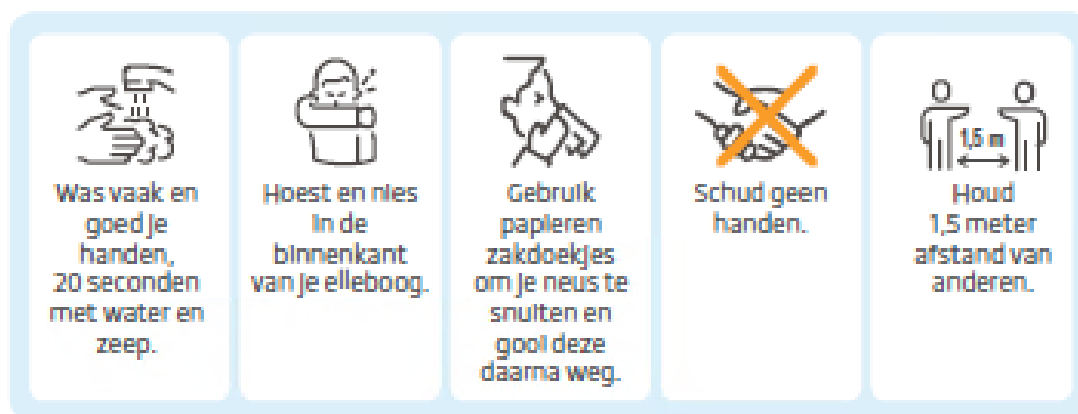 Was vaak en
goed je
handen,
20 seconden
met water en
zeep.
Hoest en nies
in de
binnenkant
van je elleboog.
Gebruik
papieren
zakdoekjes
om je neus te
snuiten en
gooi deze
daarna weg.
Schud geen
handen.
1,5 m
Houd
1,5 meter
afstand van
anderen.